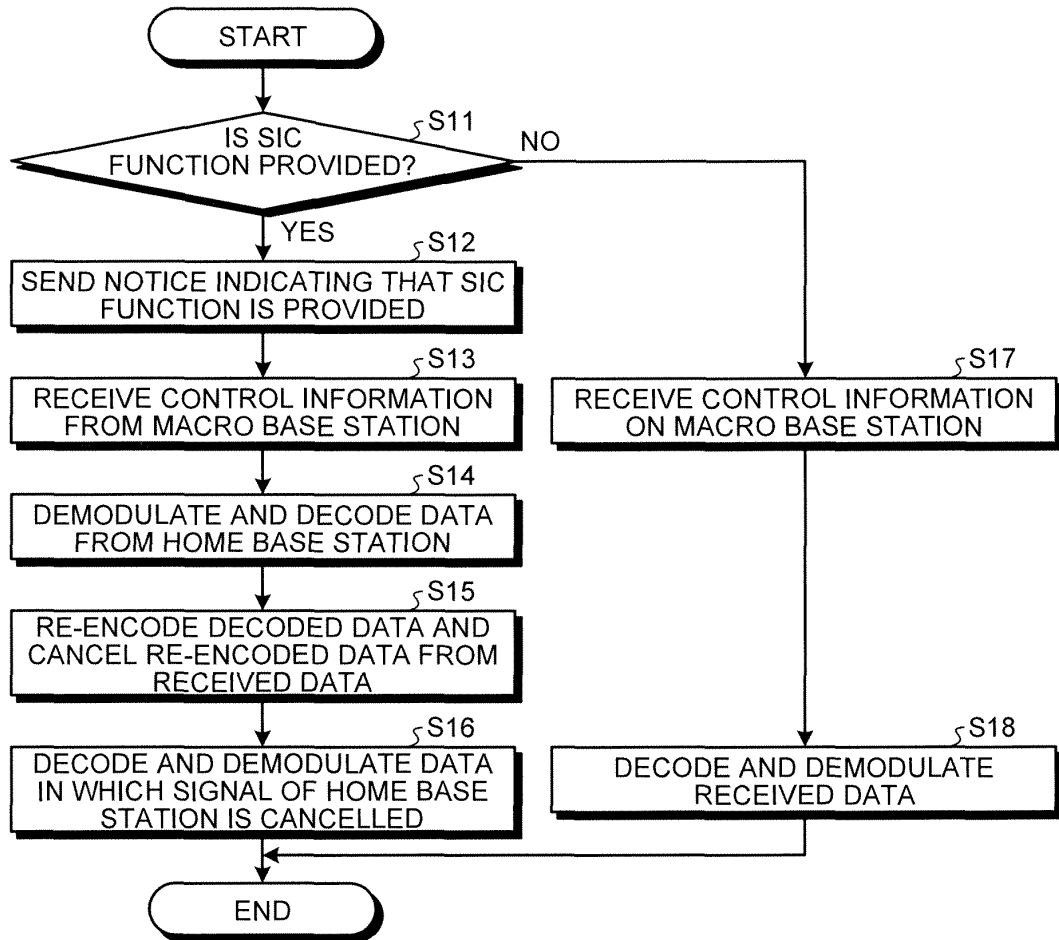 START
S11
IS SIC
FUNCTION PROVIDED?
NO
YES
S12
SEND NOTICE INDICATING THAT SIC
FUNCTION IS PROVIDED
S13
RECEIVE CONTROL INFORMATION
FROM MACRO BASE STATION
S17
RECEIVE CONTROL INFORMATION
ON MACRO BASE STATION
S14
DEMODULATE AND DECODE DATA
FROM HOME BASE STATION
S15
RE-ENCODE DECODED DATA AND
CANCEL RE-ENCODED DATA FROM
RECEIVED DATA
S16
DECODE AND DEMODULATE DATA
IN WHICH SIGNAL OF HOME BASE
STATION IS CANCELLED
S18
DECODE AND DEMODULATE
RECEIVED DATA
END